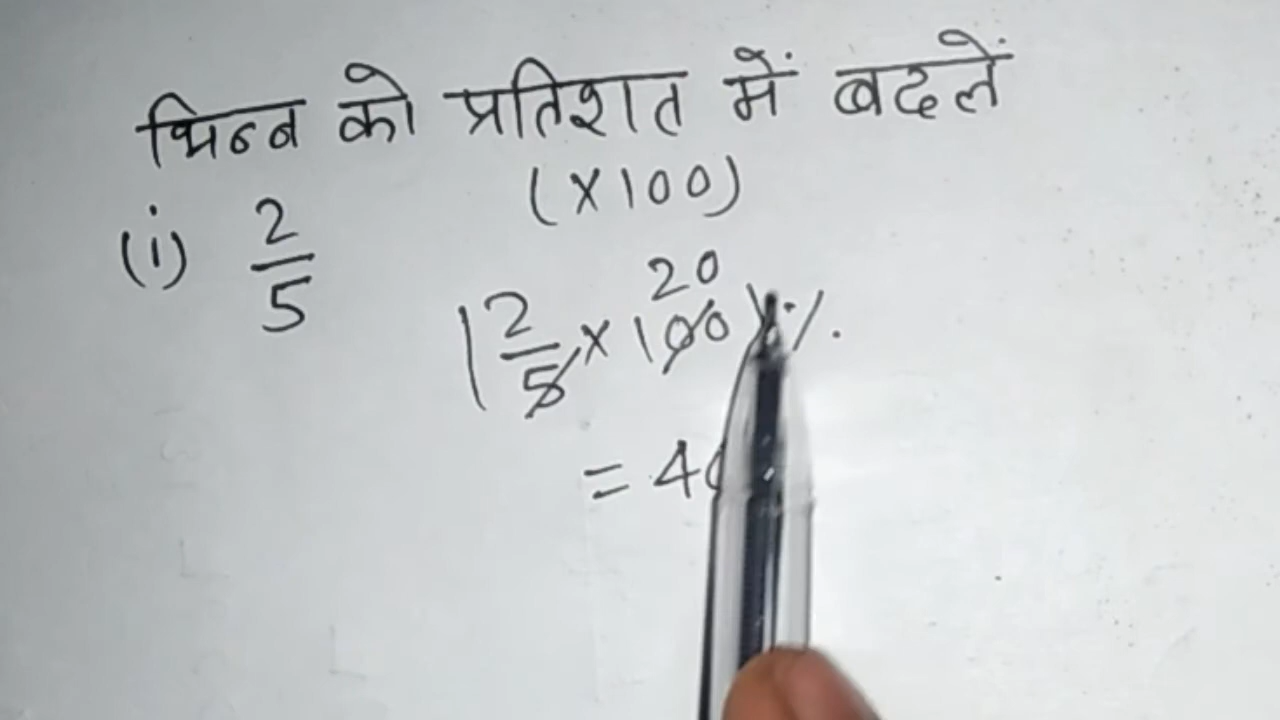 भिन्न को प्रतिशत में बदलें
(×100)
(i) 2/5
20
(2/5 × 100)%
= 40